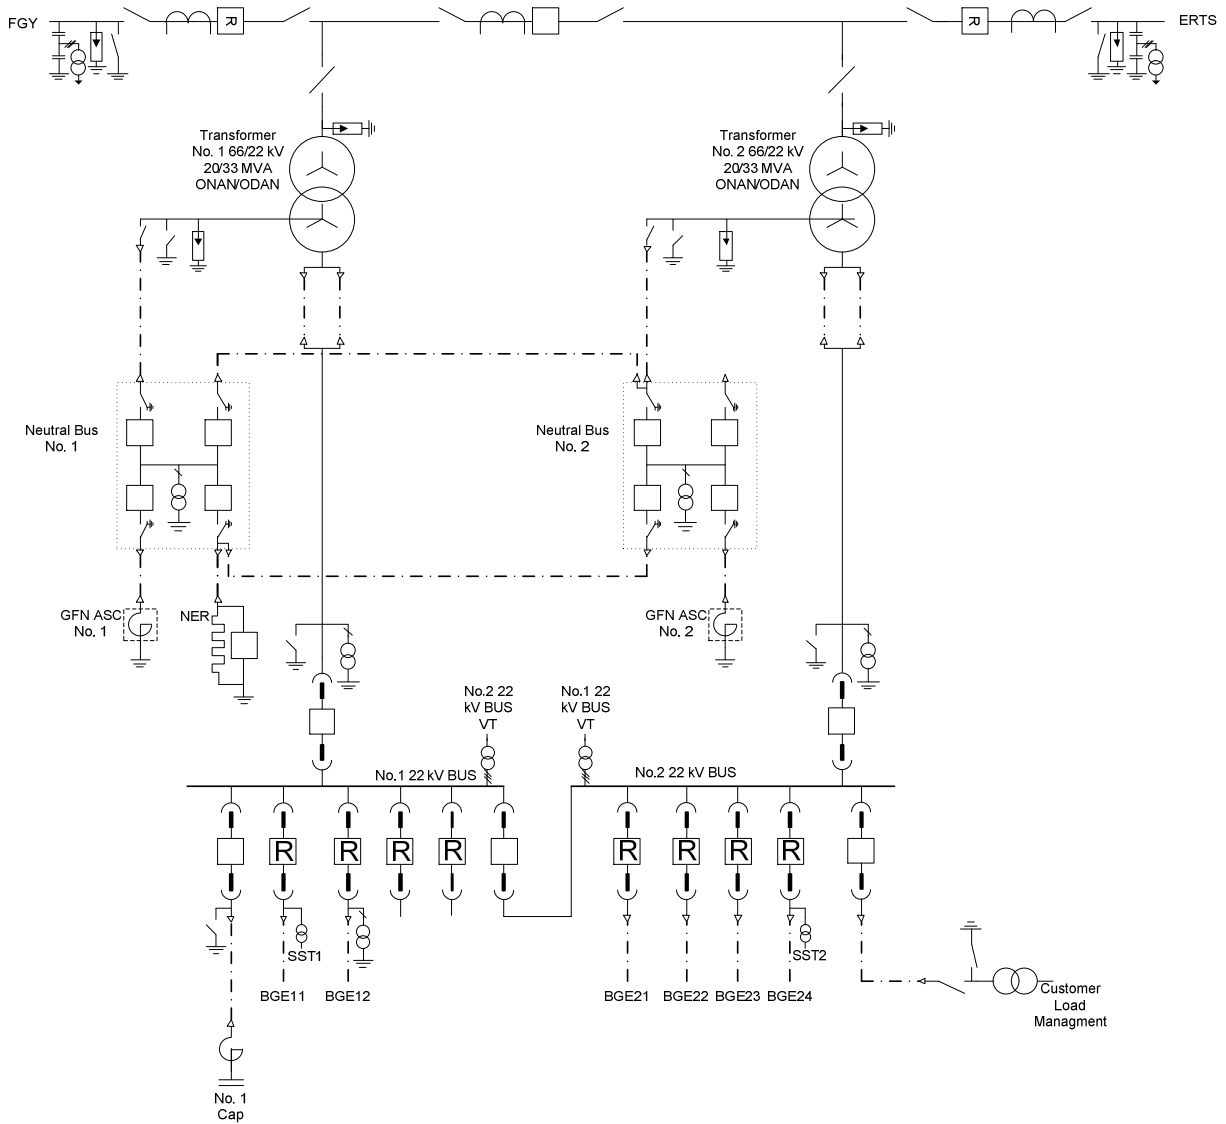 FGY
R
R
ERTS
Transformer
No. 1 66/22 kV
20/33 MVA
ONAN/ODAN
Transformer
No. 2 66/22 kV
20/33 MVA
ONAN/ODAN
Neutral Bus
No. 1
Neutral Bus
No. 2
GFN ASC
No. 1
NER
GFN ASC
No. 2
No.2 22
kV BUS
VT
No.1 22
kV BUS
VT
No.1 22 kV BUS
No.2 22 kV BUS
R
R
R
R
R
R
R
R
SST1
SST2
BGE11
BGE12
BGE21
BGE22
BGE23
BGE24
Customer
Load
Managment
No. 1
Cap